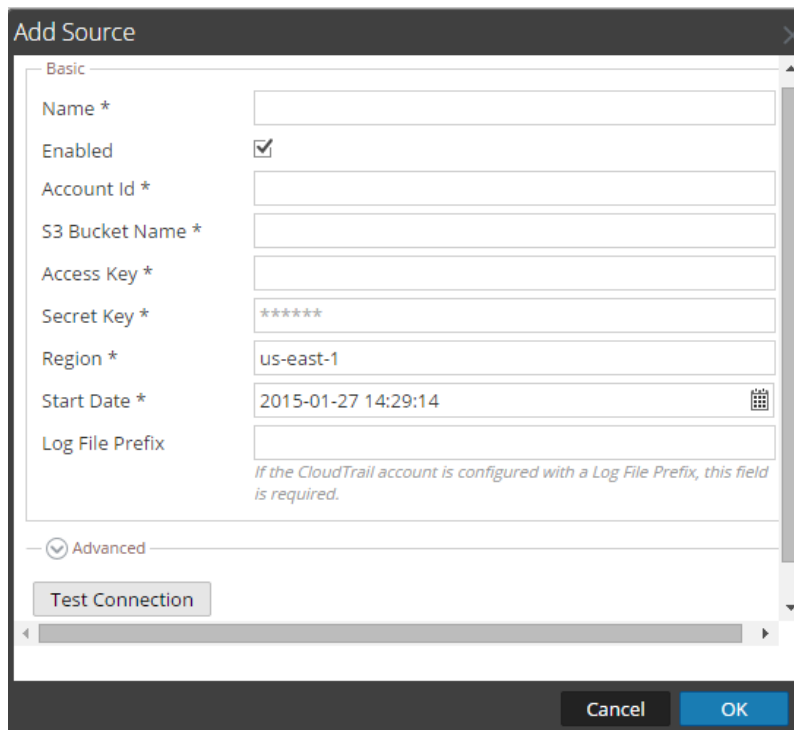 Add Source
Basic
Name *
Enabled
Account Id *
S3 Bucket Name *
Access Key *
Secret Key * ******
Region * us-east-1
Start Date * 2015-01-27 14:29:14
Log File Prefix
If the CloudTrail account is configured with a Log File Prefix, this field
is required.
Advanced
Test Connection
Cancel OK